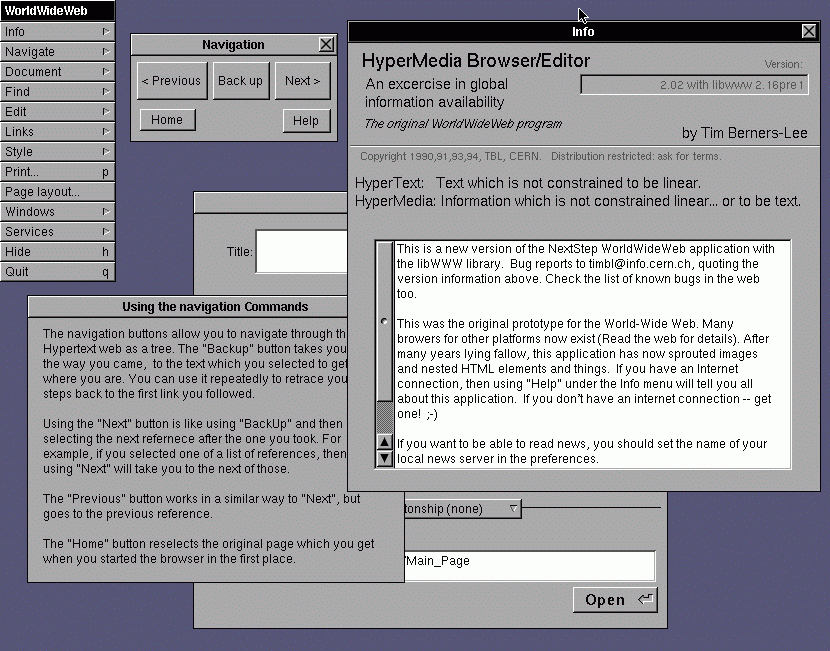 WorldWideWeb
Info
Navigate
Document
Find
Edit
Links
Style
Print... p
Page layout...
Windows
Services
Hide h
Quit q
Navigation
< Previous
Back up
Next >
Home
Help
Info
HyperMedia Browser/Editor
Version:
An excercise in global
information availability
2.02 with libwww 2.16pre1
The original WorldWideWeb program
by Tim Berners-Lee
Copyright 1990,91,93,94, TBL, CERN. Distribution restricted: ask for terms.
HyperText: Text which is not constrained to be linear.
HyperMedia: Information which is not constrained linear... or to be text.
This is a new version of the NextStep WorldWideWeb application with
the libWWW library. Bug reports to timbl@info.cern.ch, quoting the
version information above. Check the list of known bugs in the web
too.
This was the original prototype for the World-Wide Web. Many
browers for other platforms now exist (Read the web for details). After
many years lying fallow, this application has now sprouted images
and nested HTML elements and things. If you have an Internet
connection, then using "Help" under the Info menu will tell you all
about this application. If you don't have an internet connection -- get
one! ;-)
If you want to be able to read news, you should set the name of your
local news server in the preferences.
Title:
Using the navigation Commands
The navigation buttons allow you to navigate through th
Hypertext web as a tree. The "Backup" button takes you
the way you came, to the text which you selected to get
where you are. You can use it repeatedly to retrace you
steps back to the first link you followed.
Using the "Next" button is like using "BackUp" and then
selecting the next refernece after the one you took. For
example, if you selected one of a list of references, then
using "Next" will take you to the next of those.
The "Previous" button works in a similar way to "Next", but
goes to the previous reference.
The "Home" button reselects the original page which you get
when you started the browser in the first place.
tonship (none)
/Main_Page
Open